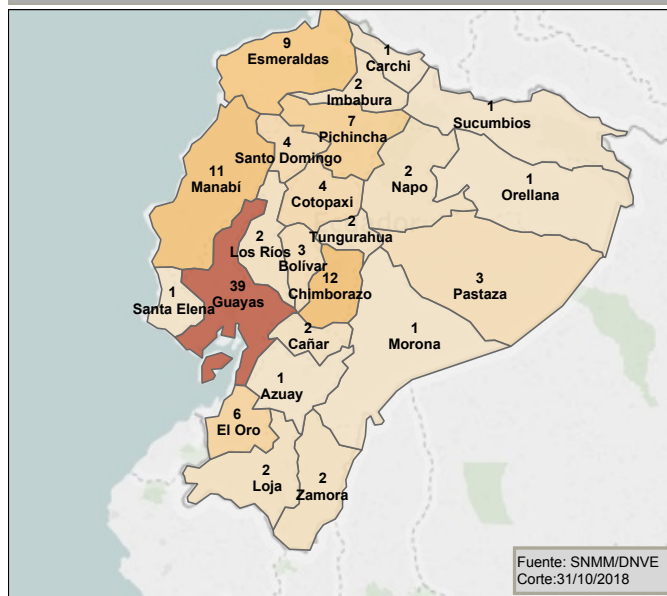 9
Esmeraldas
1
Carchi
2
Imbabura
1
Sucumbios
7
Pichincha
4
Santo Domingo
11
Manabí
2
Napo
1
Orellana
4
Cotopaxi
2
Tungurahua
2
Los Ríos
3
Bolívar
12
Chimborazo
3
Pastaza
39
Guayas
1
Santa Elena
2
Cañar
1
Morona
1
Azuay
6
El Oro
2
Loja
2
Zamora
Fuente: SNMM/DNVE
Corte:31/10/2018